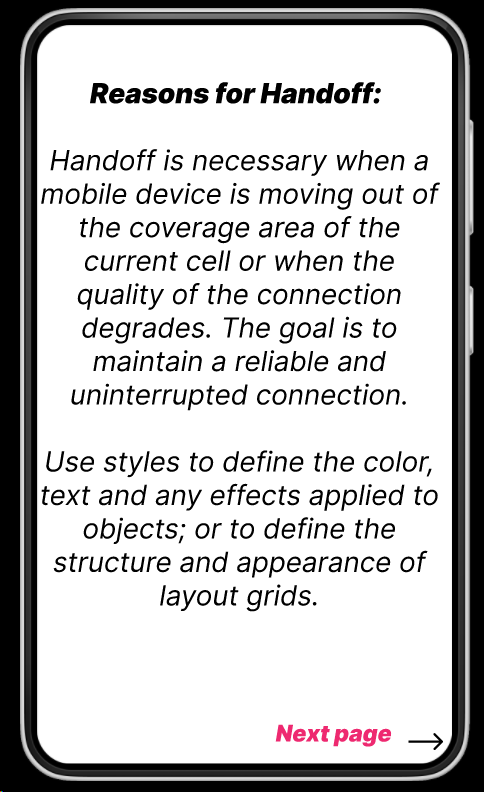 Reasons for Handoff:
Handoff is necessary when a
mobile device is moving out of
the coverage area of the
current cell or when the
quality of the connection
degrades. The goal is to
maintain a reliable and
uninterrupted connection.
Use styles to define the color,
text and any effects applied to
objects; or to define the
structure and appearance of
layout grids.
Next page